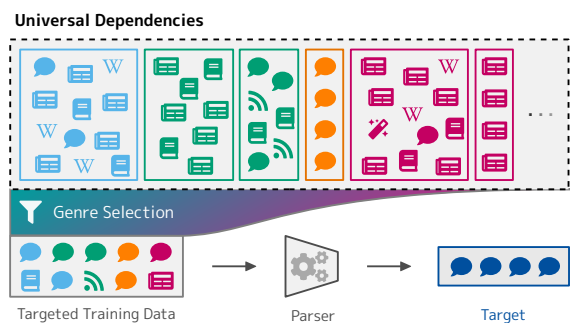 Universal Dependencies
W
W
W
W
W
W
...
Genre Selection
Targeted Training Data
Parser
Target